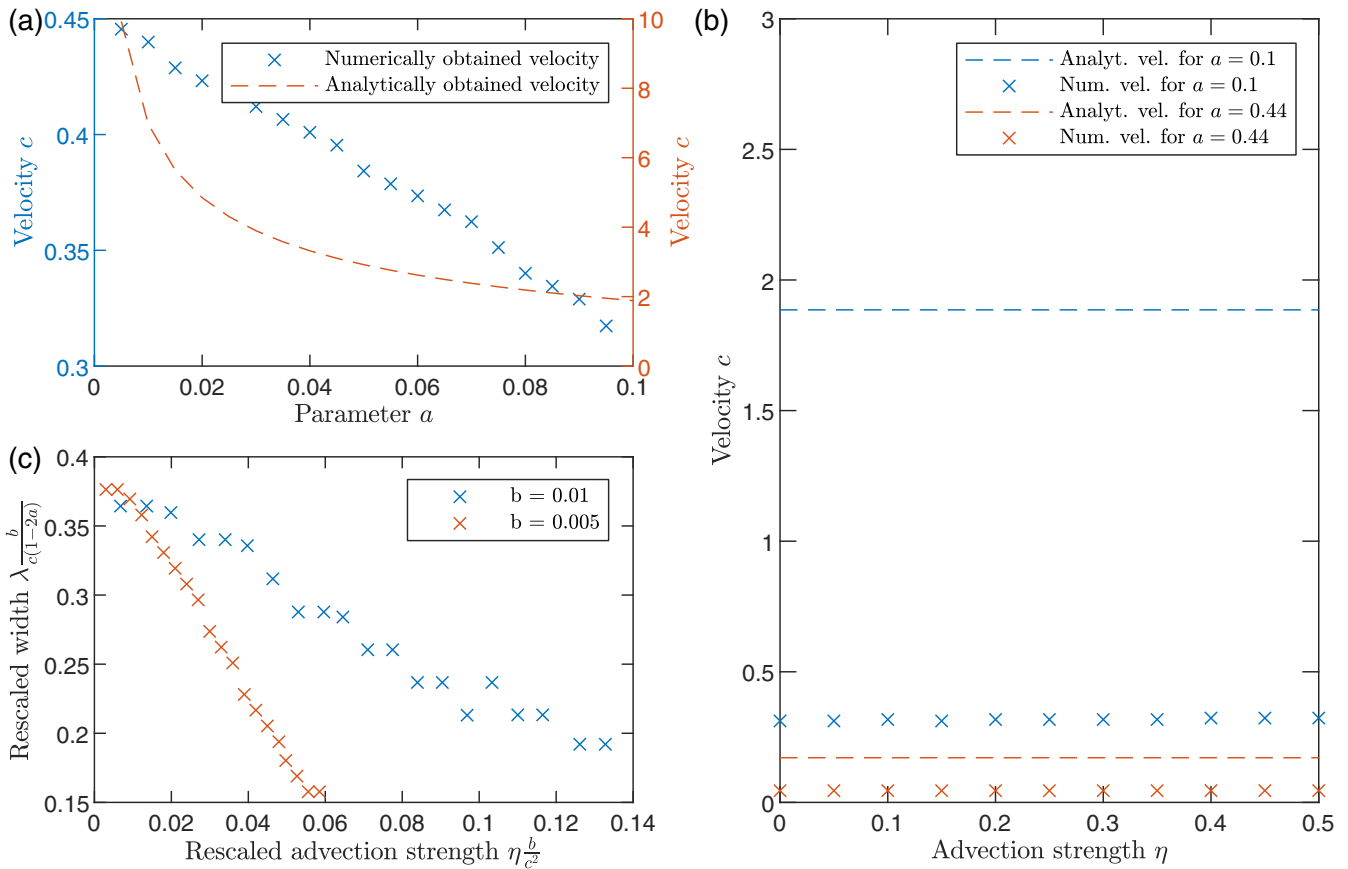 (a)
0.45
0.4
0.35
0.3
Velocity c
Numerically obtained velocity
Analytically obtained velocity
10
8
6
4
2
0
Velocity c
0
0.02
0.04
0.06
0.08
0.1
Parameter a
(b)
3
2.5
2
1.5
1
0.5
0
Velocity c
Analyt. vel. for a = 0.1
Num. vel. for a = 0.1
Analyt. vel. for a = 0.44
Num. vel. for a = 0.44
0
0.1
0.2
0.3
0.4
0.5
Advection strength η
(c)
0.4
0.35
0.3
0.25
0.2
0.15
Rescaled width λ b/c(1−2a)
b = 0.01
b = 0.005
0
0.02
0.04
0.06
0.08
0.1
0.12
0.14
Rescaled advection strength η b/c²